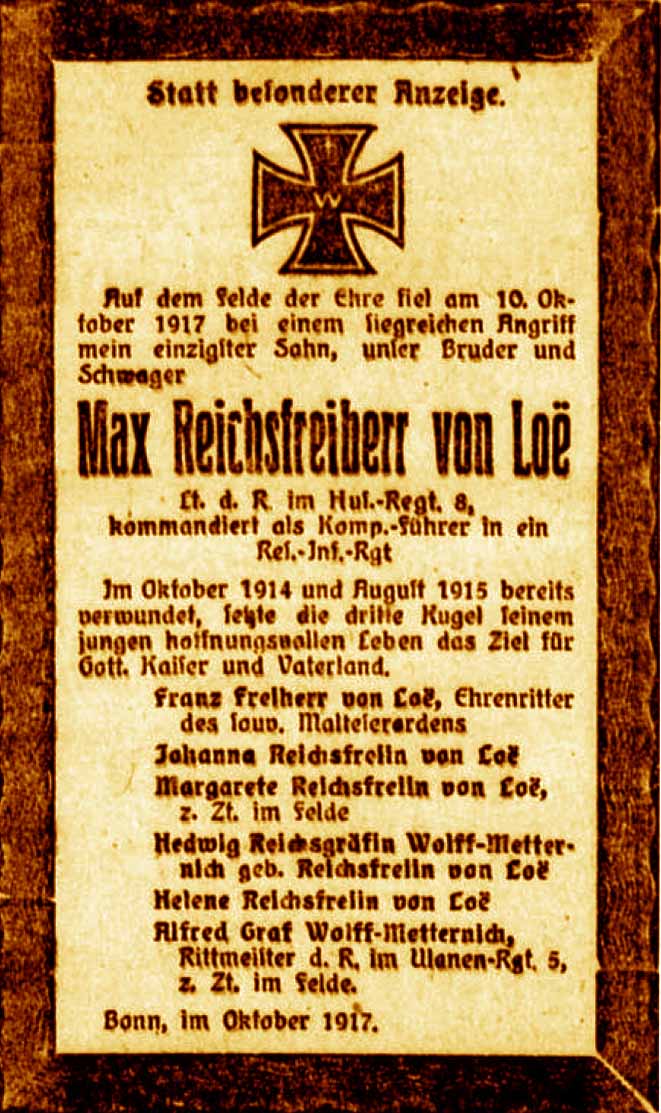 Statt besonderer Anzeige.
W
Auf dem Felde der Ehre fiel am 10. Ok-
tober 1917 bei einem siegreichen Angriff
mein einzigster Sohn, unser Bruder und
Schwager
Max Reichsfreiherr von Loë
Lt. d. R. im Hus.-Regt. 8,
kommandiert als Komp.-Führer in ein
Res.-Inf.-Rgt
Im Oktober 1914 und August 1915 bereits
verwundet, setzte die dritte Kugel seinem
jungen hoffnungsvollen Leben das Ziel für
Gott, Kaiser und Vaterland.
Franz Freiherr von Loë, Ehrenritter
des souv. Malteserordens
Johanna Reichsfreiin von Loë
Margarete Reichsfreiin von Loë,
z. Zt. im Felde
Hedwig Reichsgräfin Wolff-Metter-
nich geb. Reichsfreiin von Loë
Helene Reichsfreiin von Loë
Alfred Graf Wolff-Metternich,
Rittmeister d. R. im Ulanen-Rgt. 5,
z. Zt. im Felde.
Bonn, im Oktober 1917.